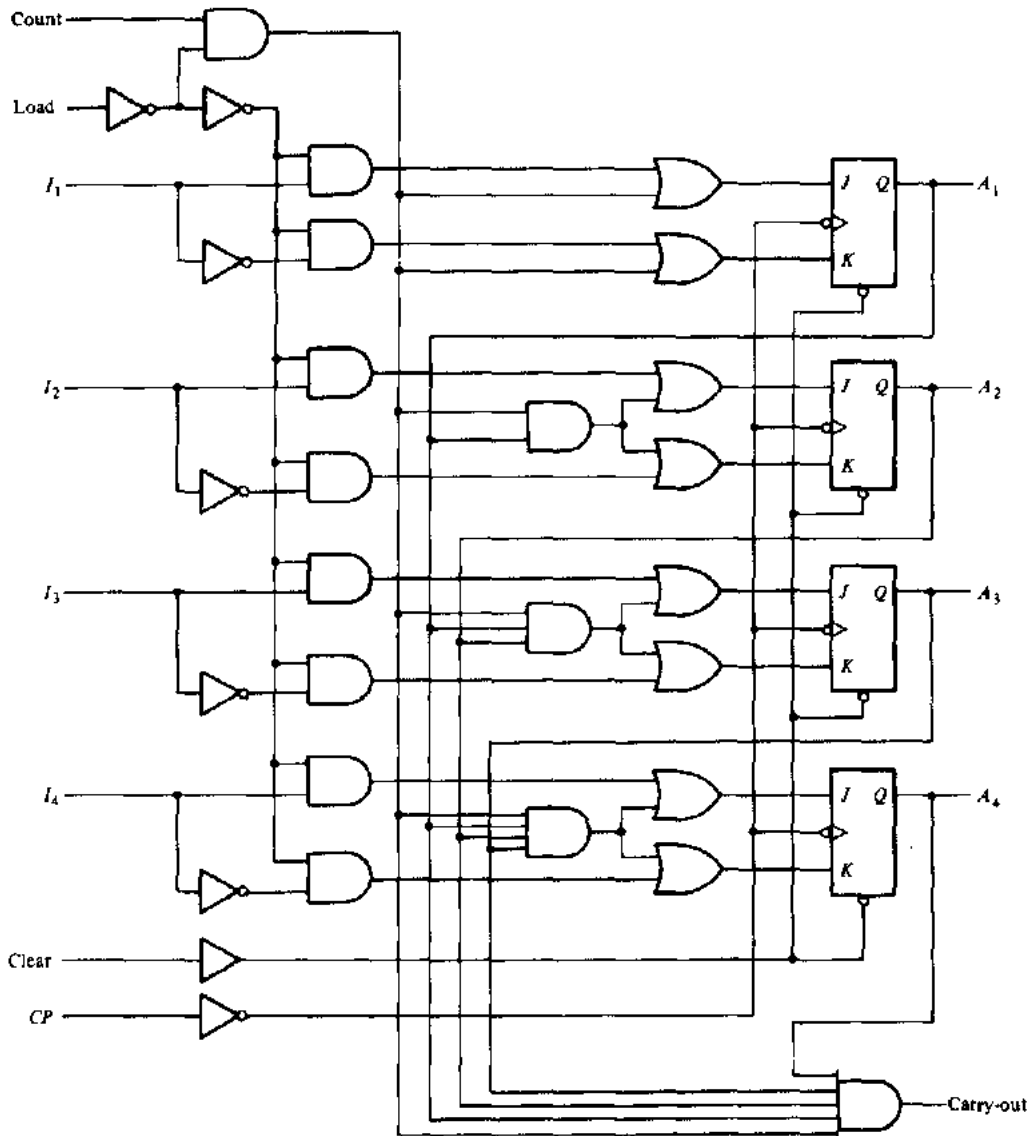 Count
Load
I₁
J Q
A₁
K
I₂
J Q
A₂
K
I₃
J Q
A₃
K
I₄
J Q
A₄
K
Clear
CP
Carry-out